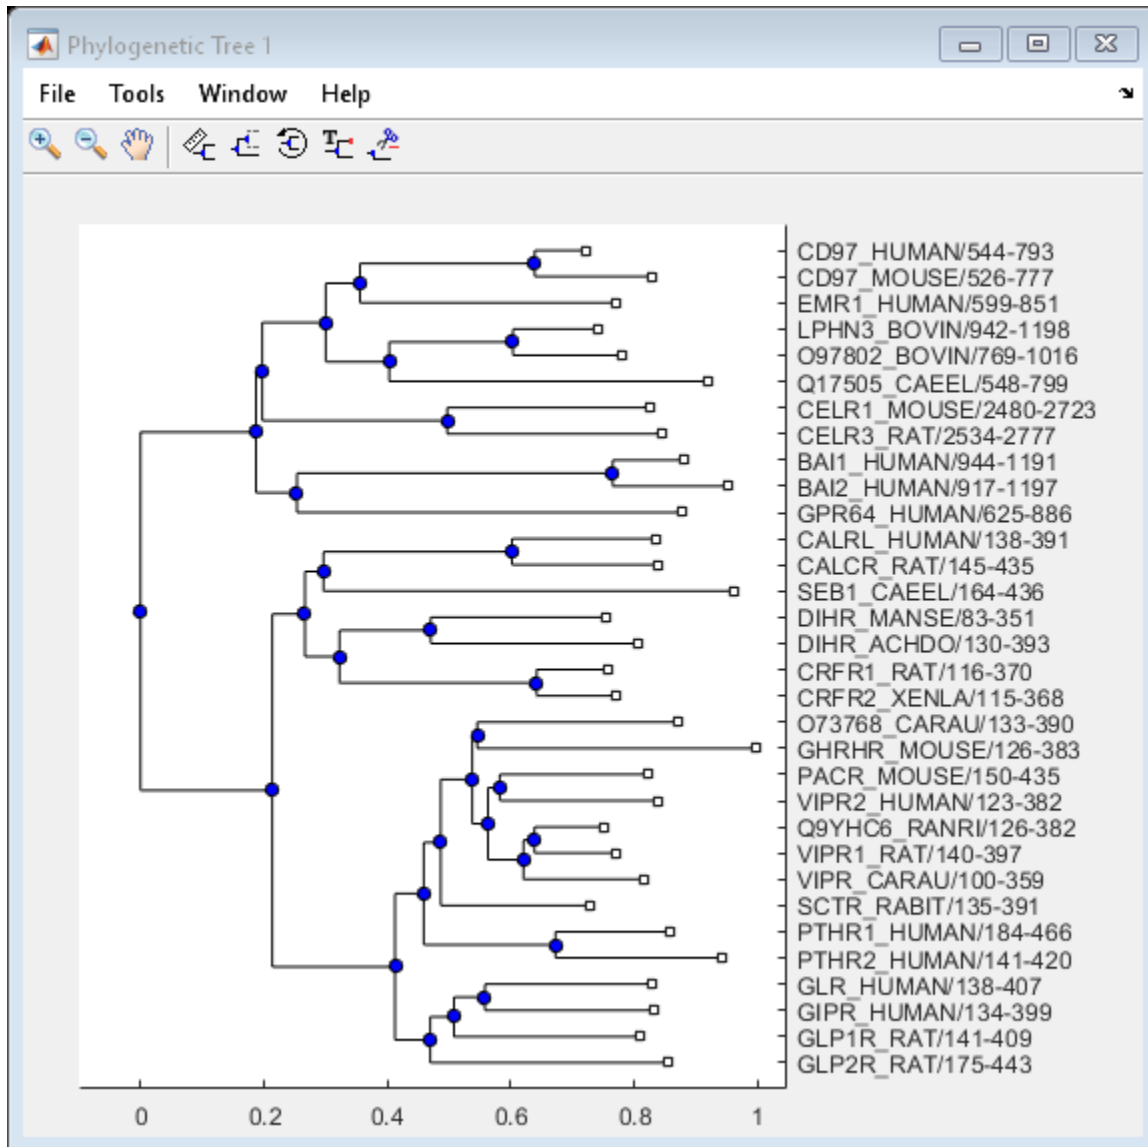 Phylogenetic Tree 1
File Tools Window Help
CD97_HUMAN/544-793
CD97_MOUSE/526-777
EMR1_HUMAN/599-851
LPHN3_BOVIN/942-1198
O97802_BOVIN/769-1016
Q17505_CAEEL/548-799
CELR1_MOUSE/2480-2723
CELR3_RAT/2534-2777
BAI1_HUMAN/944-1191
BAI2_HUMAN/917-1197
GPR64_HUMAN/625-886
CALRL_HUMAN/138-391
CALCR_RAT/145-435
SEB1_CAEEL/164-436
DIHR_MANSE/83-351
DIHR_ACHDO/130-393
CRFR1_RAT/116-370
CRFR2_XENLA/115-368
O73768_CARAU/133-390
GHRHR_MOUSE/126-383
PACR_MOUSE/150-435
VIPR2_HUMAN/123-382
Q9YHC6_RANRI/126-382
VIPR1_RAT/140-397
VIPR_CARAU/100-359
SCTR_RABIT/135-391
PTHR1_HUMAN/184-466
PTHR2_HUMAN/141-420
GLR_HUMAN/138-407
GIPR_HUMAN/134-399
GLP1R_RAT/141-409
GLP2R_RAT/175-443
0 0.2 0.4 0.6 0.8 1